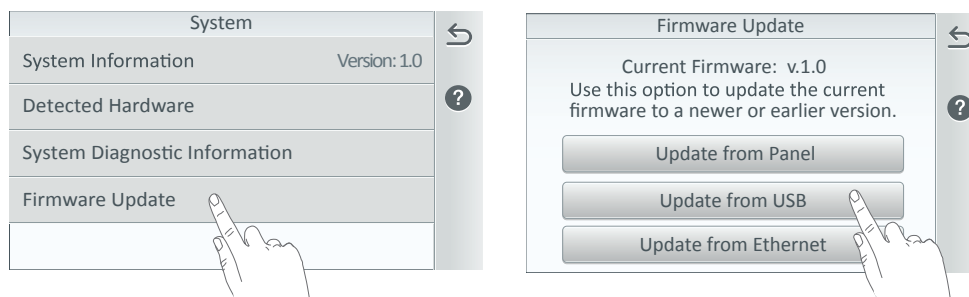 System
System Information Version: 1.0
Detected Hardware
System Diagnostic Information
Firmware Update
?
Firmware Update
Current Firmware: v.1.0
Use this option to update the current
firmware to a newer or earlier version.
Update from Panel
Update from USB
Update from Ethernet
?